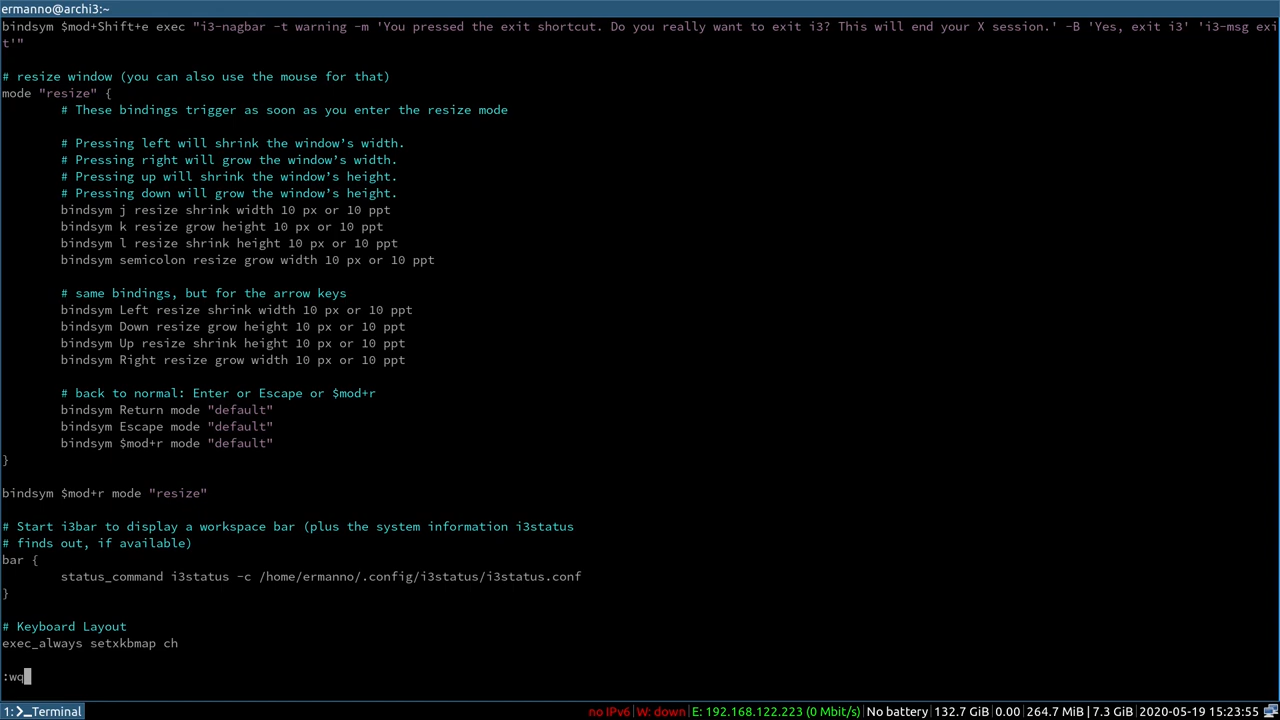 ermanno@archi3:~
bindsym $mod+Shift+e exec "i3-nagbar -t warning -m 'You pressed the exit shortcut. Do you really want to exit i3? This will end your X session.' -B 'Yes, exit i3' 'i3-msg exi
t'"
# resize window (you can also use the mouse for that)
mode "resize" {
        # These bindings trigger as soon as you enter the resize mode
        # Pressing left will shrink the window’s width.
        # Pressing right will grow the window’s width.
        # Pressing up will shrink the window’s height.
        # Pressing down will grow the window’s height.
        bindsym j resize shrink width 10 px or 10 ppt
        bindsym k resize grow height 10 px or 10 ppt
        bindsym l resize shrink height 10 px or 10 ppt
        bindsym semicolon resize grow width 10 px or 10 ppt
        # same bindings, but for the arrow keys
        bindsym Left resize shrink width 10 px or 10 ppt
        bindsym Down resize grow height 10 px or 10 ppt
        bindsym Up resize shrink height 10 px or 10 ppt
        bindsym Right resize grow width 10 px or 10 ppt
        # back to normal: Enter or Escape or $mod+r
        bindsym Return mode "default"
        bindsym Escape mode "default"
        bindsym $mod+r mode "default"
}
bindsym $mod+r mode "resize"
# Start i3bar to display a workspace bar (plus the system information i3status
# finds out, if available)
bar {
        status_command i3status -c /home/ermanno/.config/i3status/i3status.conf
}
# Keyboard Layout
exec_always setxkbmap ch
:wq
1: Terminal no IPv6|W: down|E: 192.168.122.223 (0 Mbit/s)|No battery|132.7 GiB|0.00|264.7 MiB|7.3 GiB|2020-05-19 15:23:55